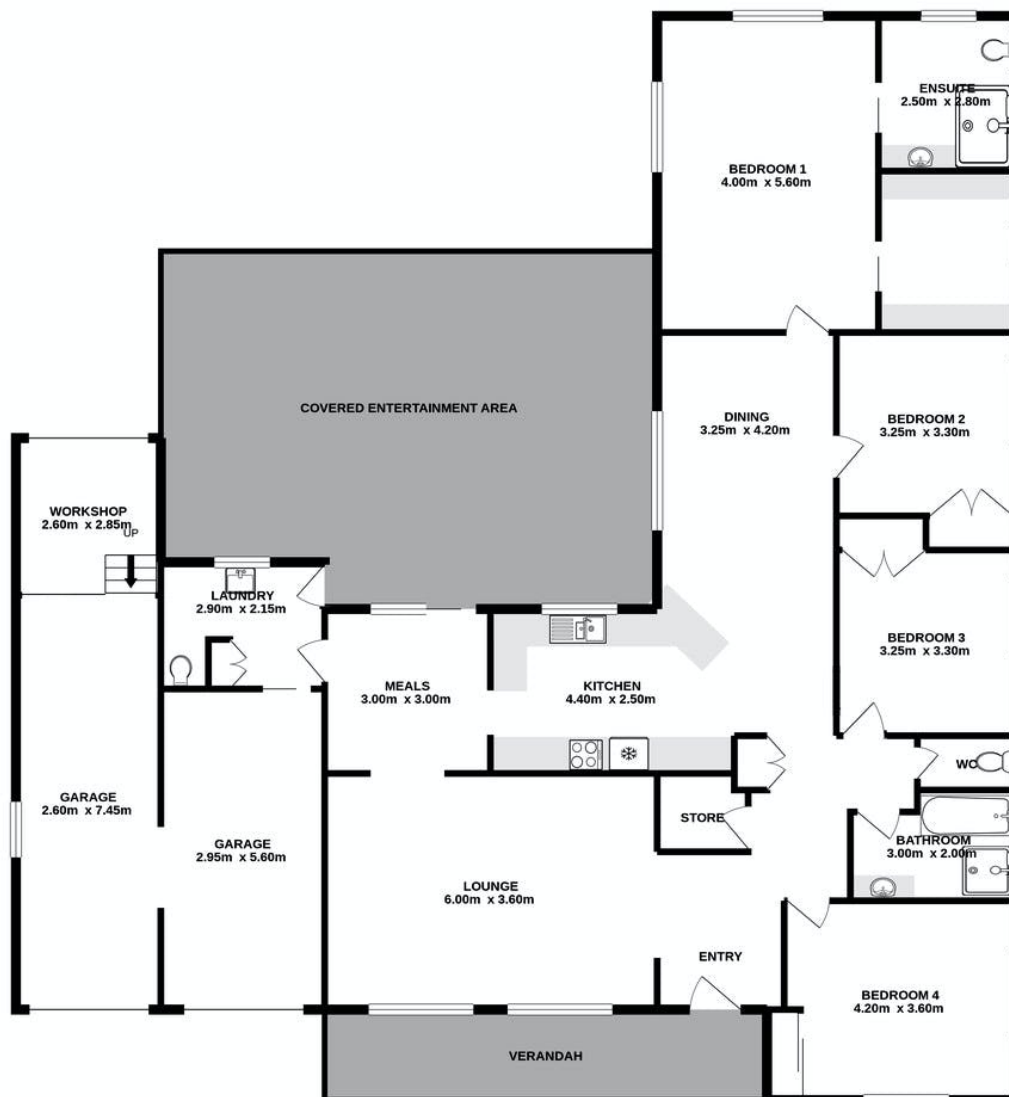 ENSUITE
2.50m x 2.80m
BEDROOM 1
4.00m x 5.60m
COVERED ENTERTAINMENT AREA
DINING
3.25m x 4.20m
BEDROOM 2
3.25m x 3.30m
WORKSHOP
2.60m x 2.85m
UP
LAUNDRY
2.90m x 2.15m
BEDROOM 3
3.25m x 3.30m
MEALS
3.00m x 3.00m
KITCHEN
4.40m x 2.50m
WC
GARAGE
2.60m x 7.45m
STORE
GARAGE
2.95m x 5.60m
BATHROOM
3.00m x 2.00m
LOUNGE
6.00m x 3.60m
ENTRY
BEDROOM 4
4.20m x 3.60m
VERANDAH